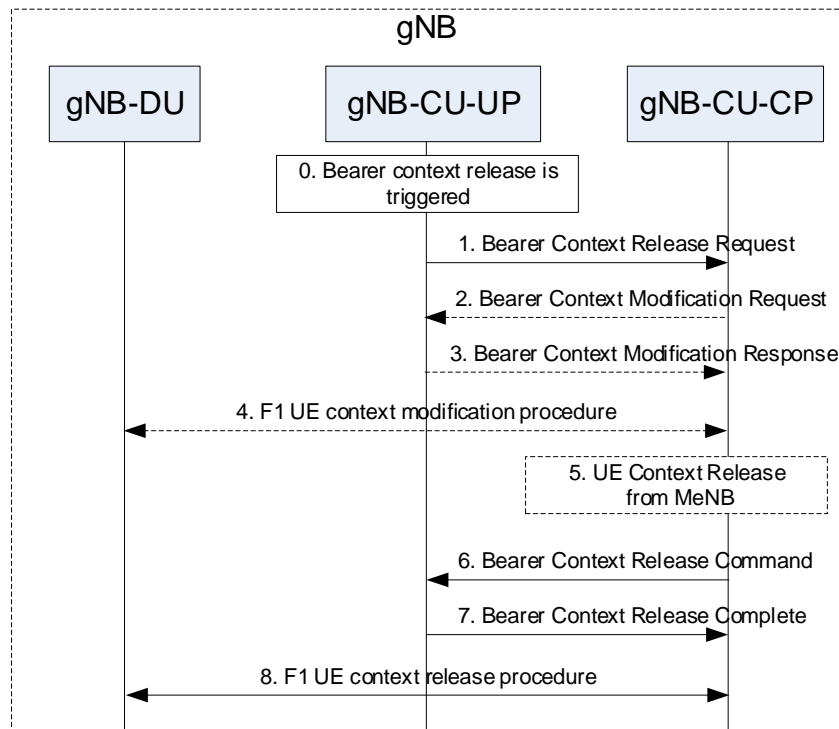 gNB
gNB-DU
gNB-CU-UP
gNB-CU-CP
0. Bearer context release is
triggered
1. Bearer Context Release Request
2. Bearer Context Modification Request
3. Bearer Context Modification Response
4. F1 UE context modification procedure
5. UE Context Release
from MeNB
6. Bearer Context Release Command
7. Bearer Context Release Complete
8. F1 UE context release procedure